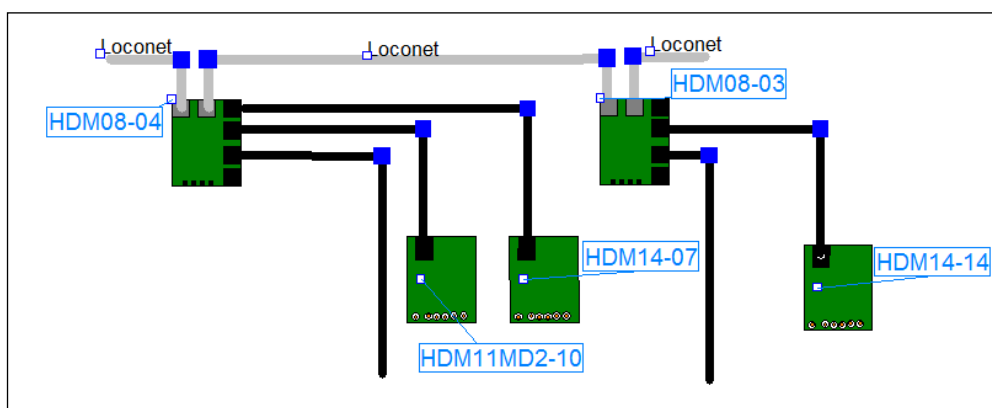 Loconet
Loconet
Loconet
HDM08-04
HDM08-03
HDM14-07
HDM14-14
HDM11MD2-10